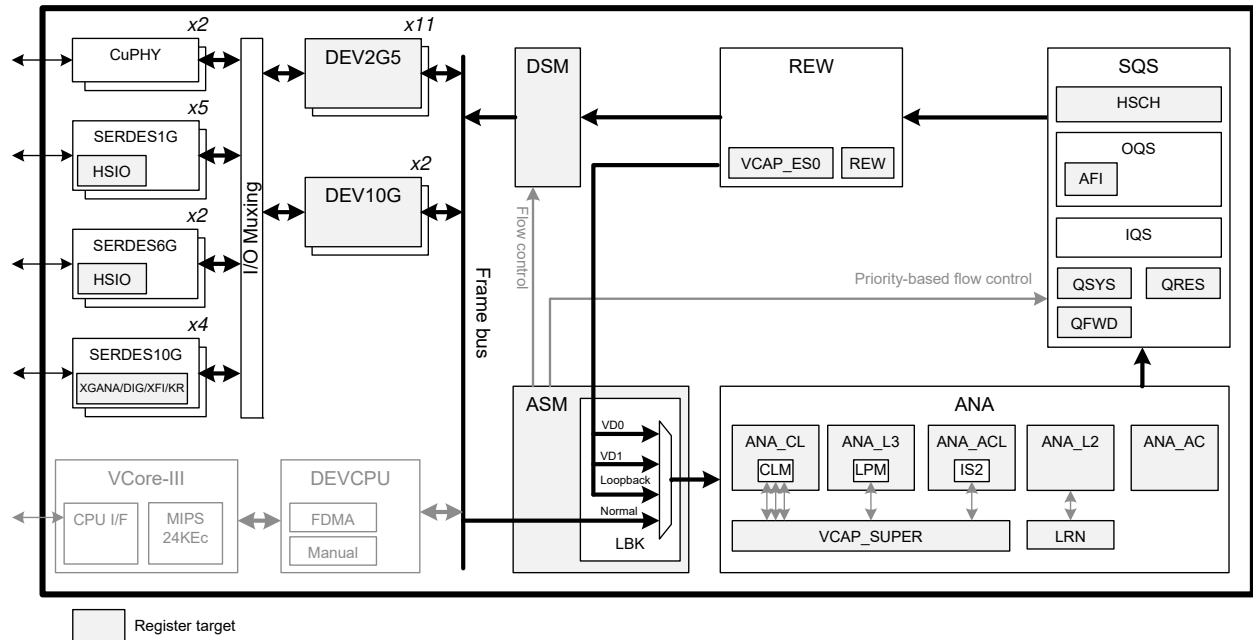 x2
CuPHY
x5
SERDES1G
HSIO
x2
SERDES6G
HSIO
x4
SERDES10G
XGANA/DIG/XFI/KR
I/O Muxing
x11
DEV2G5
x2
DEV10G
Frame bus
DSM
Flow control
REW
VCAP_ES0
REW
SQS
HSCH
OQS
AFI
IQS
QSYS
QRES
QFWD
Priority-based flow control
VCore-III
CPU I/F
MIPS
24KEc
DEVCPU
FDMA
Manual
ASM
VD0
VD1
Loopback
Normal
LBK
ANA
ANA_CL
CLM
ANA_L3
LPM
ANA_ACL
IS2
ANA_L2
ANA_AC
VCAP_SUPER
LRN
Register target